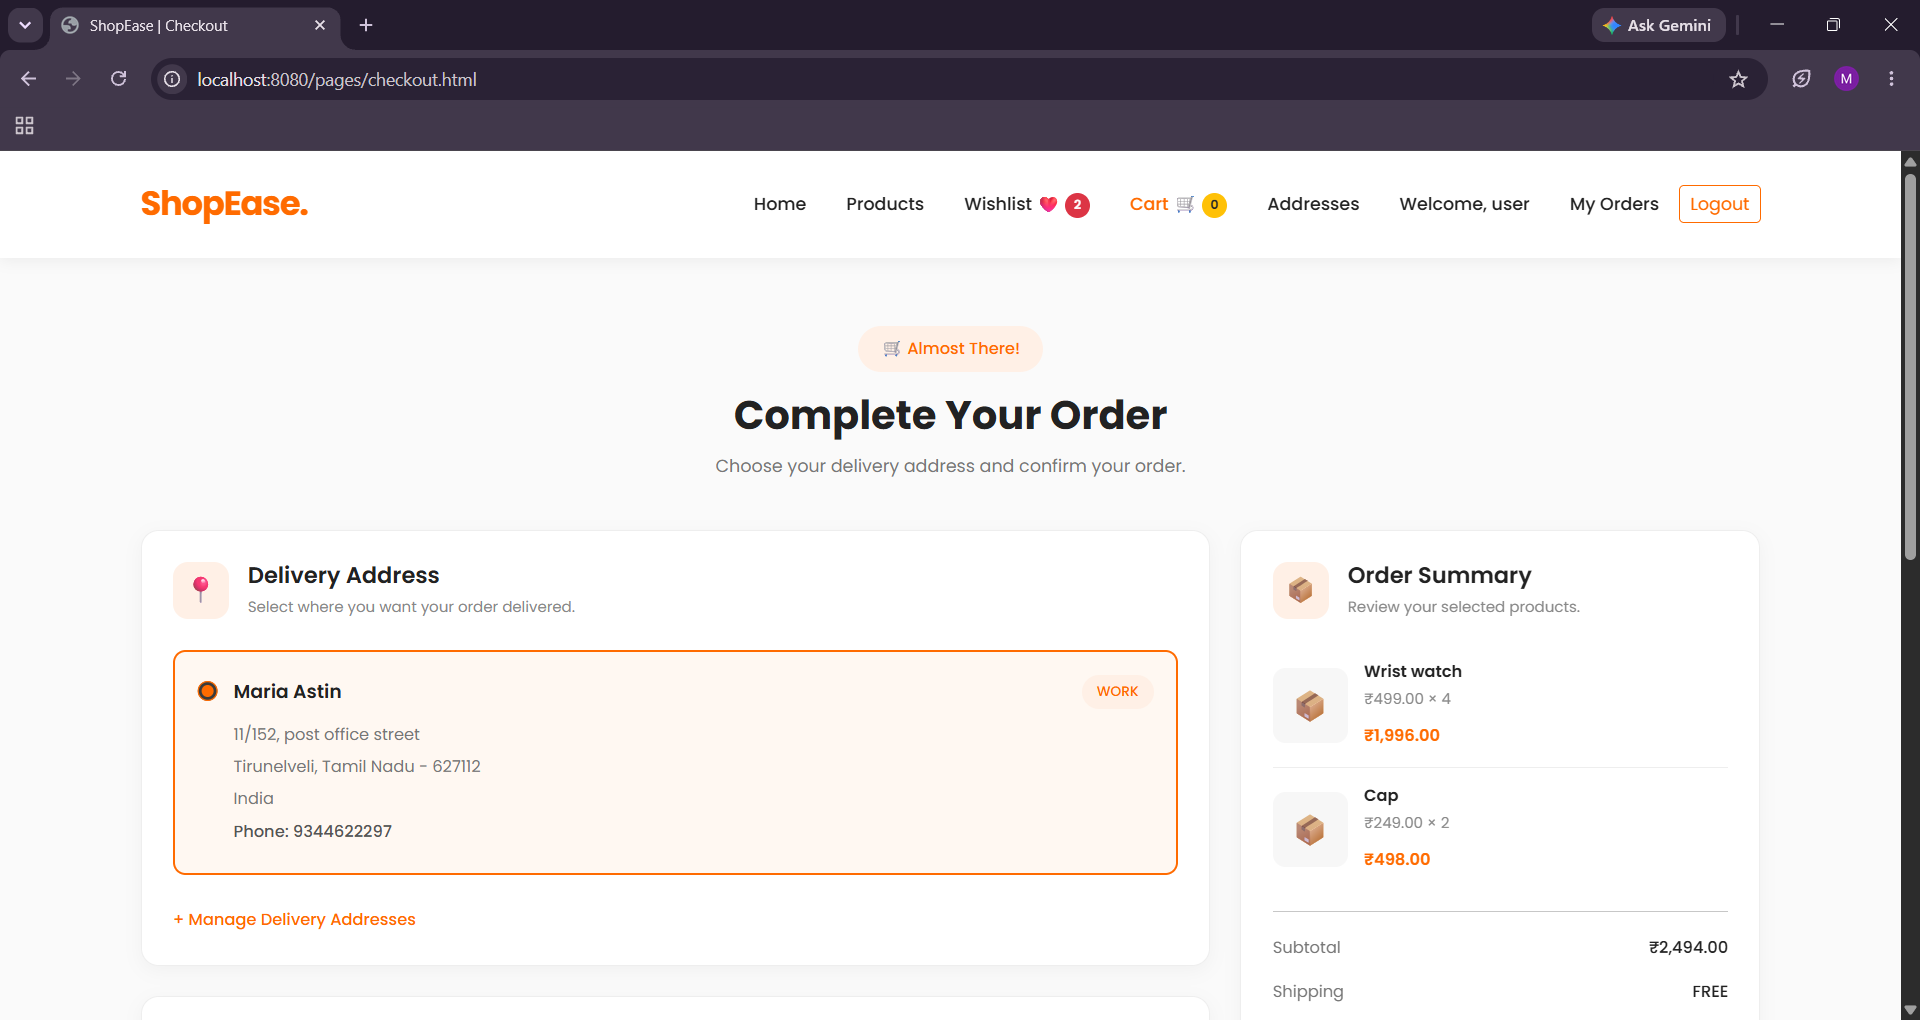 ShopEase | Checkout
Ask Gemini
localhost:8080/pages/checkout.html
M
ShopEase.
Home
Products
Wishlist 2
Cart 0
Addresses
Welcome, user
My Orders
Logout
Almost There!
Complete Your Order
Choose your delivery address and confirm your order.
Delivery Address
Select where you want your order delivered.
Maria Astin
WORK
11/152, post office street
Tirunelveli, Tamil Nadu - 627112
India
Phone: 9344622297
+ Manage Delivery Addresses
Order Summary
Review your selected products.
Wrist watch
₹499.00 × 4
₹1,996.00
Cap
₹249.00 × 2
₹498.00
Subtotal ₹2,494.00
Shipping FREE